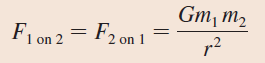 F₁ on 2 = F₂ on 1 = Gm₁m₂ / r²